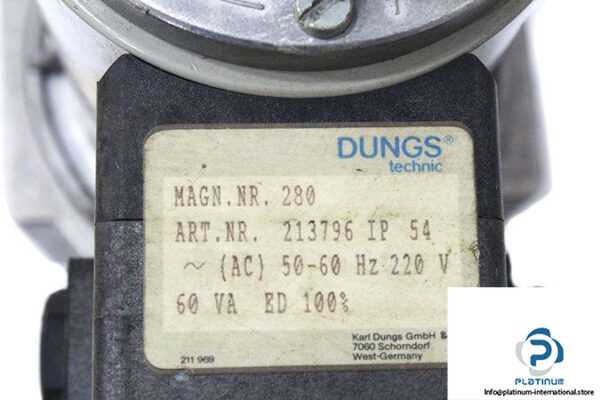 DUNGS®
technic
MAGN.NR. 280
ART.NR. 213796 IP 54
~ (AC) 50-60 Hz 220 V
60 VA ED 100%
Karl Dungs GmbH &
7060 Schorndorf
West-Germany
211 969
PLATINUM
Info@platinum-international.store